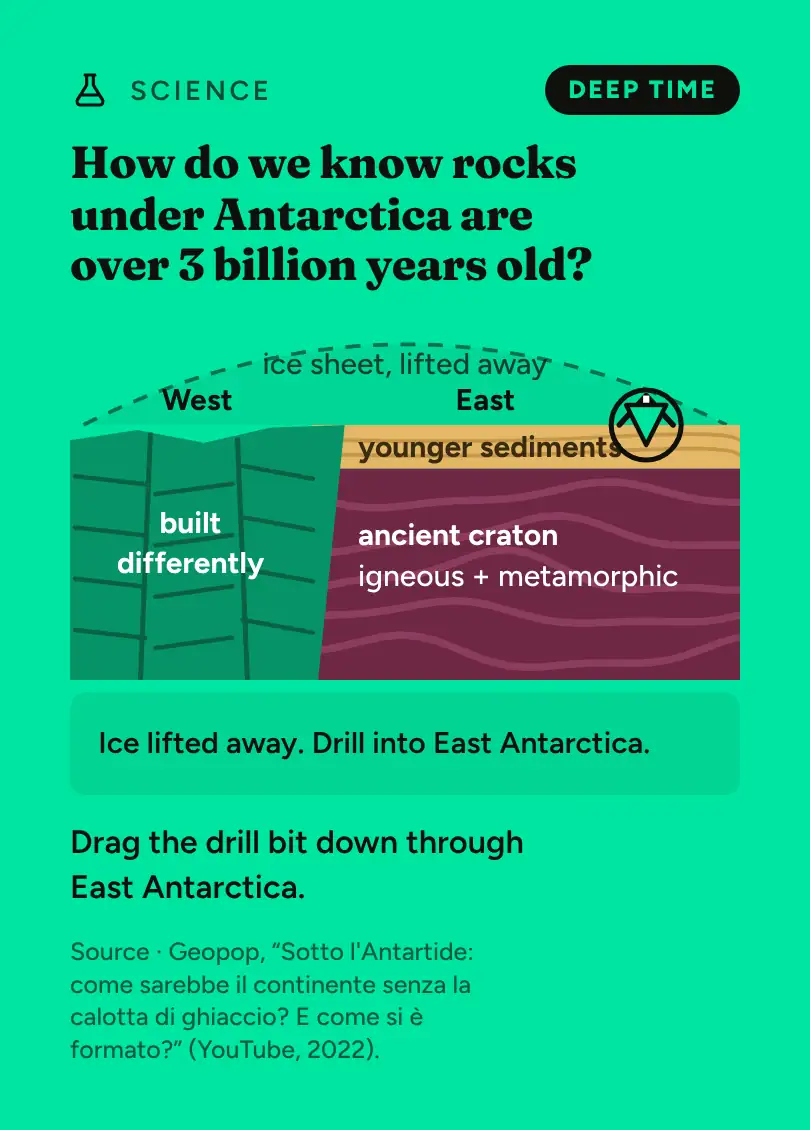 SCIENCE
DEEP TIME
How do we know rocks
under Antarctica are
over 3 billion years old?
ice sheet, lifted away
West
East
younger sediments
built
differently
ancient craton
igneous + metamorphic
Ice lifted away. Drill into East Antarctica.
Drag the drill bit down through
East Antarctica.
Source · Geopop, “Sotto l'Antartide:
come sarebbe il continente senza la
calotta di ghiaccio? E come si è
formato?” (YouTube, 2022).